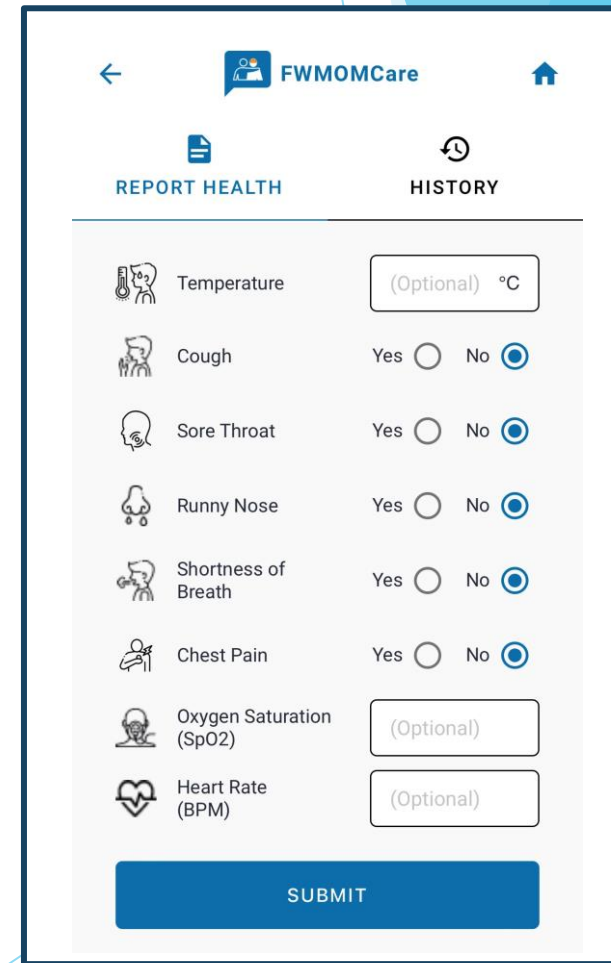 FWMOMCare
REPORT HEALTH
HISTORY
Temperature
(Optional) °C
Cough
Yes No
Sore Throat
Yes No
Runny Nose
Yes No
Shortness of
Breath
Yes No
Chest Pain
Yes No
Oxygen Saturation
(SpO2)
(Optional)
Heart Rate
(BPM)
(Optional)
SUBMIT